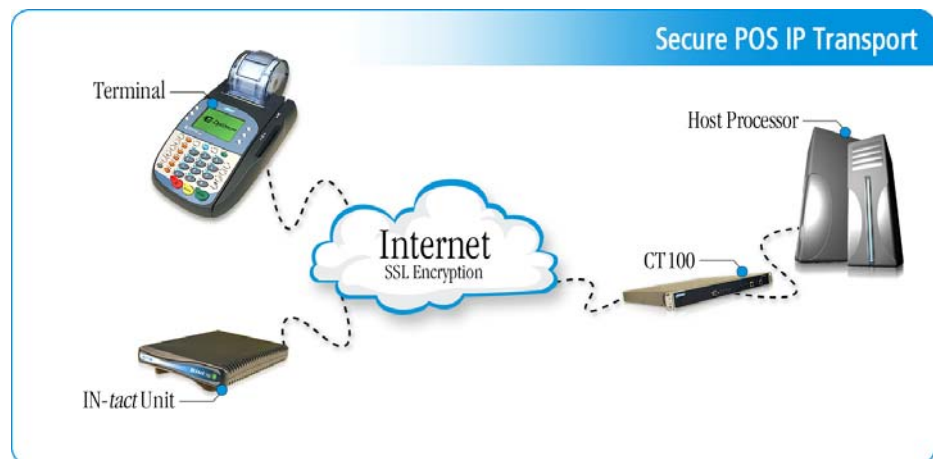 Secure POS IP Transport
Terminal
Host Processor
Internet
SSL Encryption
CT100
IN-tact Unit